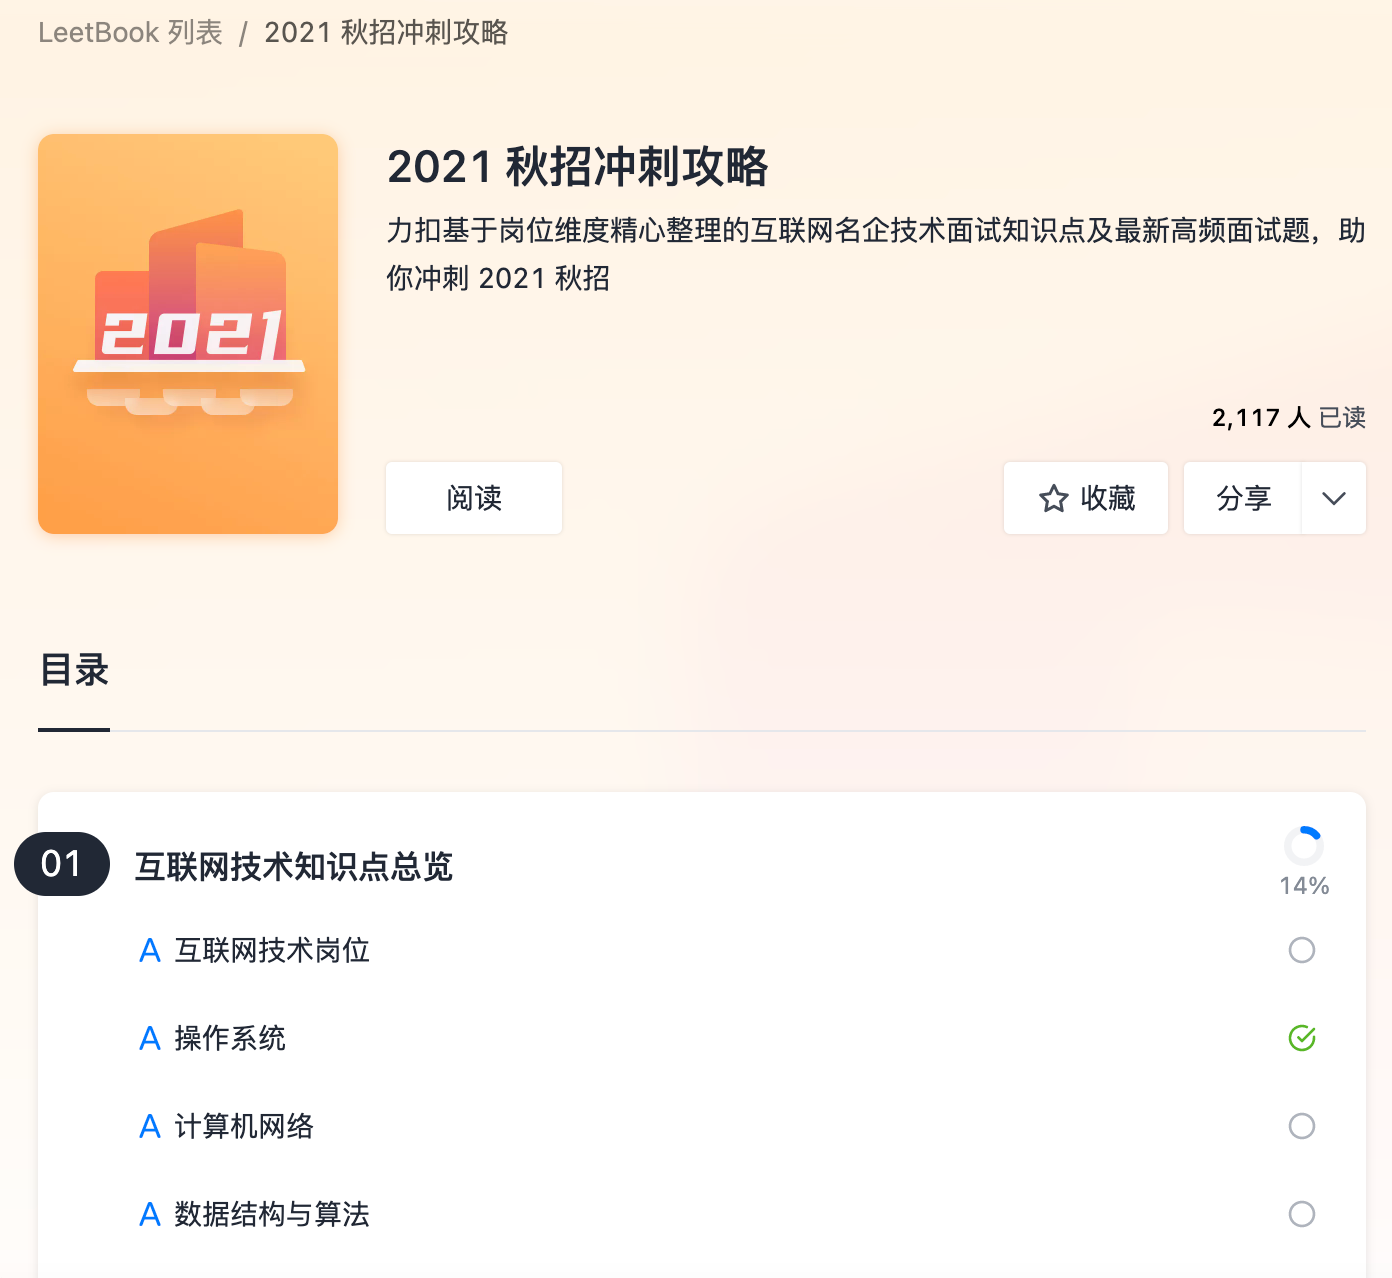 LeetBook 列表 / 2021 秋招冲刺攻略
2021
2021 秋招冲刺攻略
力扣基于岗位维度精心整理的互联网名企技术面试知识点及最新高频面试题，助
你冲刺 2021 秋招
2,117 人 已读
阅读
收藏
分享
目录
01
互联网技术知识点总览
14%
A 互联网技术岗位
A 操作系统
A 计算机网络
A 数据结构与算法